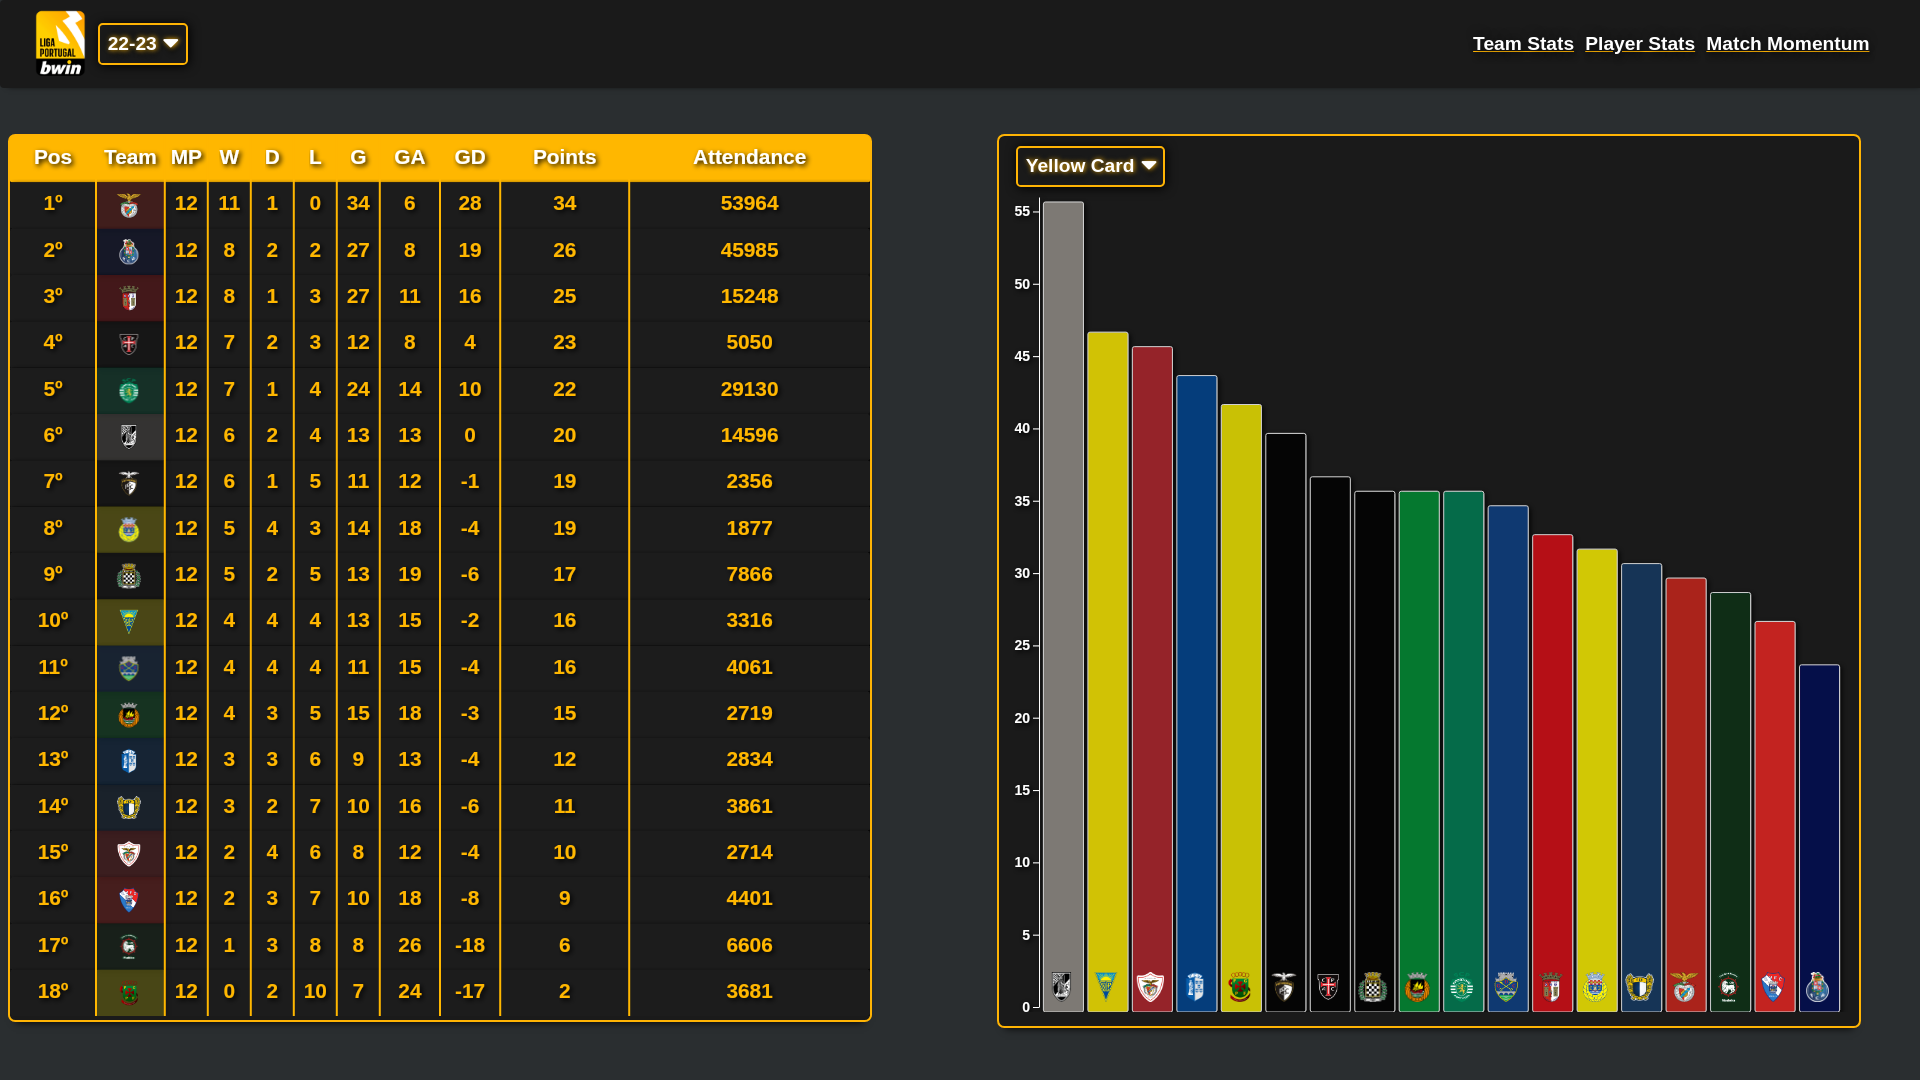 LIGA
PORTUGAL
bwin
22-23
Team Stats Player Stats Match Momentum
Pos Team MP W D L G GA GD Points Attendance
1º 12 11 1 0 34 6 28 34 53964
2º 12 8 2 2 27 8 19 26 45985
3º 12 8 1 3 27 11 16 25 15248
4º 12 7 2 3 12 8 4 23 5050
5º 12 7 1 4 24 14 10 22 29130
6º 12 6 2 4 13 13 0 20 14596
7º 12 6 1 5 11 12 -1 19 2356
8º 12 5 4 3 14 18 -4 19 1877
9º 12 5 2 5 13 19 -6 17 7866
10º 12 4 4 4 13 15 -2 16 3316
11º 12 4 4 4 11 15 -4 16 4061
12º 12 4 3 5 15 18 -3 15 2719
13º 12 3 3 6 9 13 -4 12 2834
14º 12 3 2 7 10 16 -6 11 3861
15º 12 2 4 6 8 12 -4 10 2714
16º 12 2 3 7 10 18 -8 9 4401
17º 12 1 3 8 8 26 -18 6 6606
18º 12 0 2 10 7 24 -17 2 3681
Yellow Card
55
50
45
40
35
30
25
20
15
10
5
0